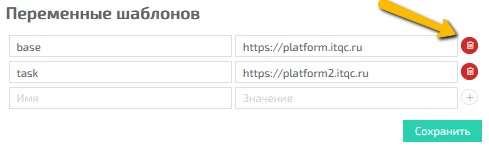 Переменные шаблонов
base https://platform.itqc.ru
task https://platform2.itqc.ru
Имя Значение
Сохранить